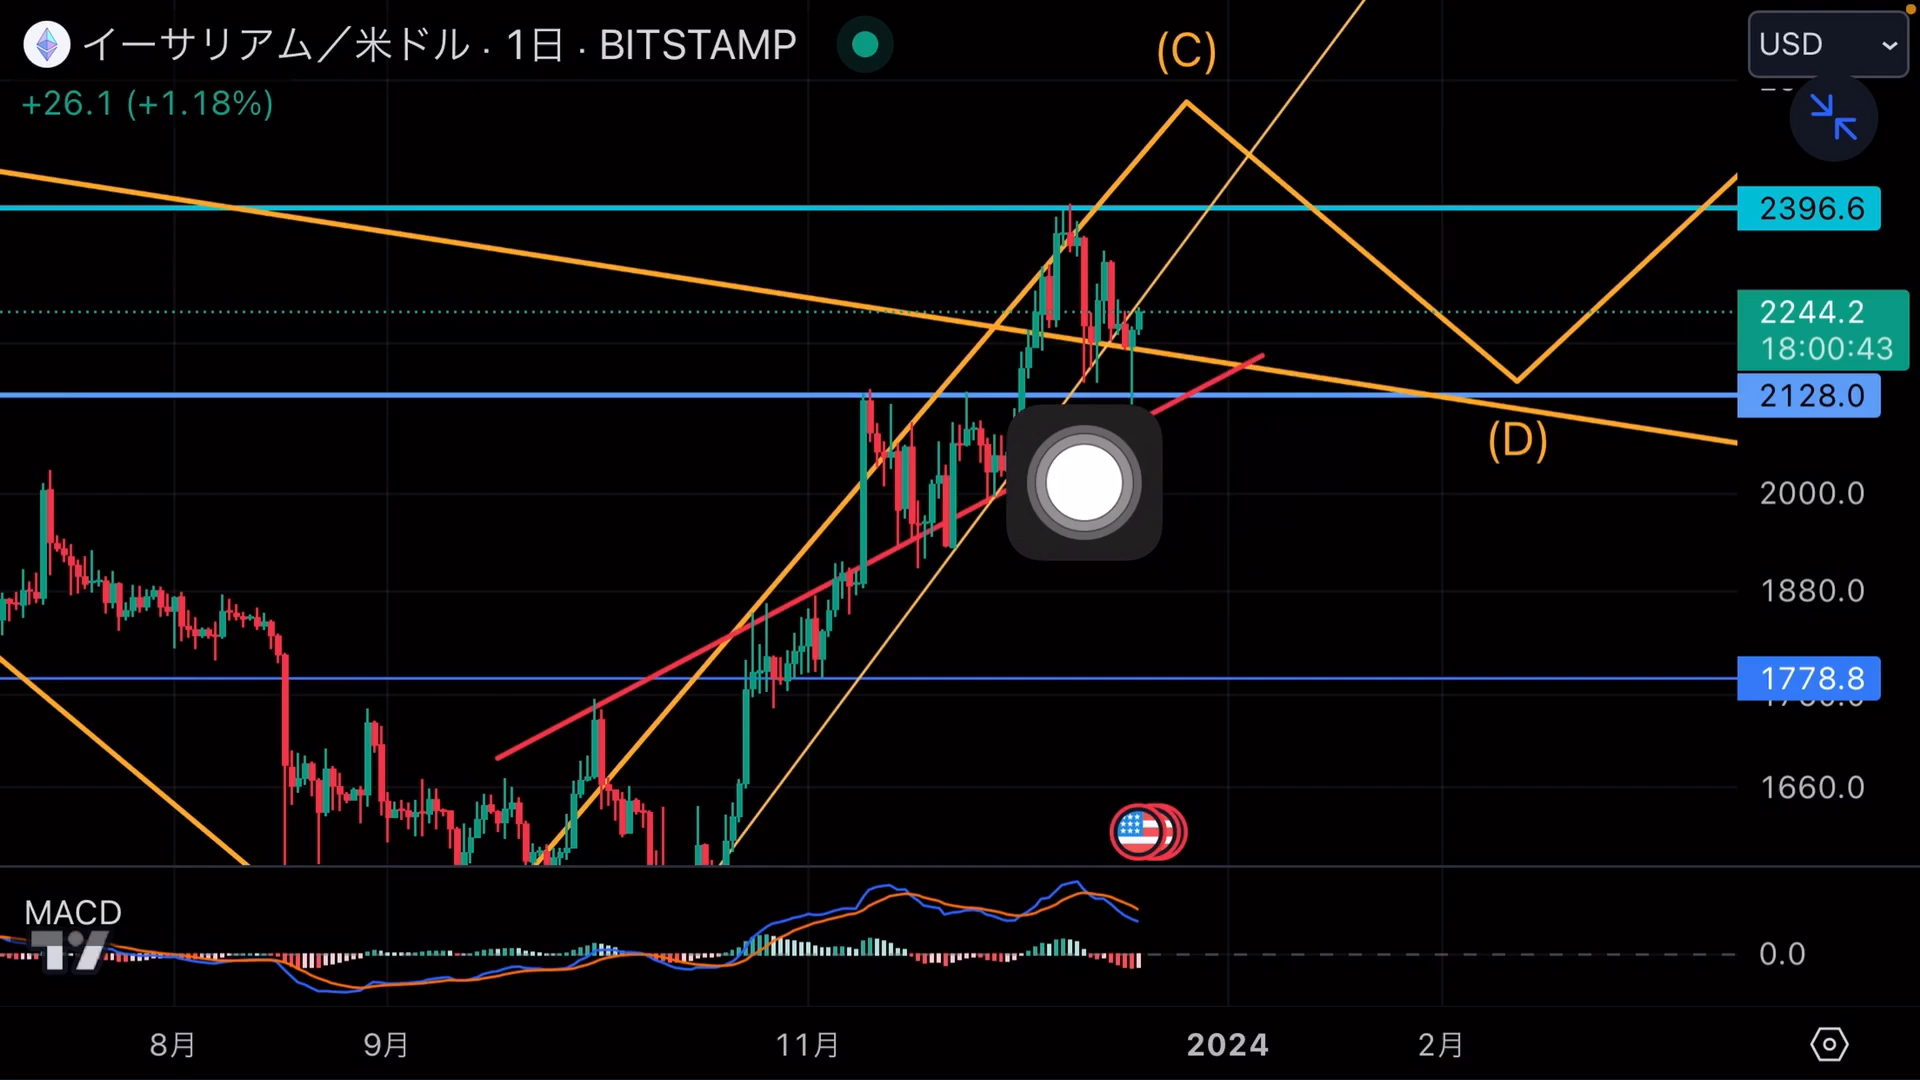 イーサリアム／米ドル · 1日 · BITSTAMP
USD
+26.1 (+1.18%)
(C)
2396.6
2244.2
18:00:43
2128.0
(D)
2000.0
1880.0
1778.8
1660.0
MACD
0.0
8月
9月
11月
2024
2月